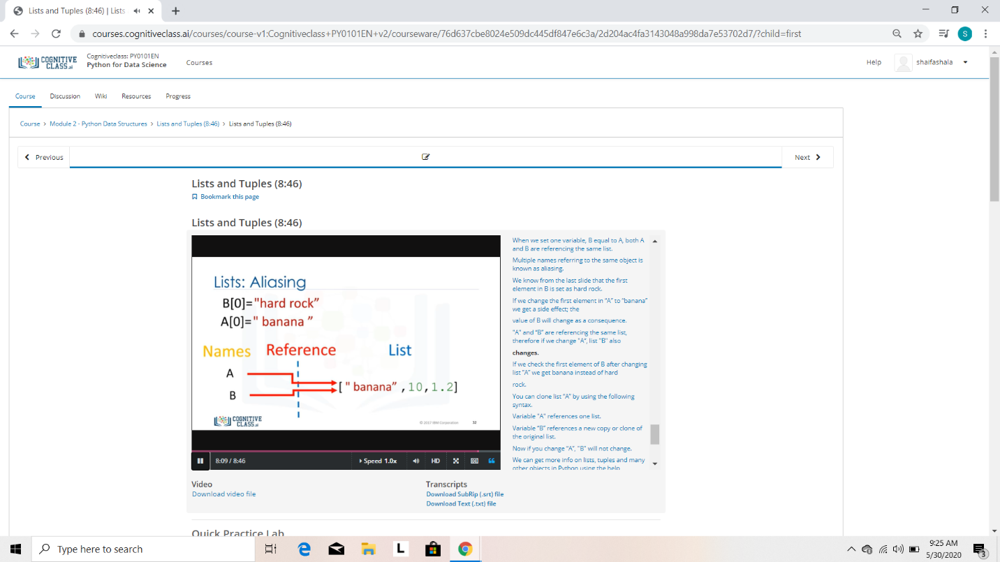 Lists and Tuples (8:46) | Lists
courses.cognitiveclass.ai/courses/course-v1:Cognitiveclass+PY0101EN+v2/courseware/76d637cbe8024e509dc445df847e6c3a/2d204ac4fa3143048a998da7e53702d7/?child=first
S
COGNITIVE CLASS.ai
Cognitiveclass: PY0101EN
Python for Data Science
Courses
Help
shaifashala
Course Discussion Wiki Resources Progress
Course > Module 2 - Python Data Structures > Lists and Tuples (8:46) > Lists and Tuples (8:46)
Previous
Next
Lists and Tuples (8:46)
Bookmark this page
Lists and Tuples (8:46)
Lists: Aliasing
B[0]="hard rock”
A[0]=" banana ”
Names Reference List
A
B
[ " banana” ,10,1.2]
COGNITIVE CLASS.ai
© 2017 IBM Corporation 32
8:09 / 8:46
Speed 1.0x
HD
When we set one variable, B equal to A, both A
and B are referencing the same list.
Multiple names referring to the same object is
known as aliasing.
We know from the last slide that the first
element in B is set as hard rock.
If we change the first element in “A” to “banana”
we get a side effect; the
value of B will change as a consequence.
"A" and “B” are referencing the same list,
therefore if we change "A“, list "B" also
changes.
If we check the first element of B after changing
list ”A” we get banana instead of hard
rock.
You can clone list “A” by using the following
syntax.
Variable "A" references one list.
Variable “B” references a new copy or clone of
the original list.
Now if you change “A”, "B" will not change.
We can get more info on lists, tuples and many
other objects in Python using the help
Video
Download video file
Transcripts
Download SubRip (.srt) file
Download Text (.txt) file
Quick Practice Lab
Type here to search
L
9:25 AM
5/30/2020
3